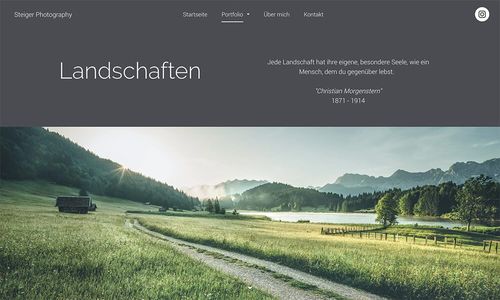 Steiger Photography
Startseite Portfolio Über mich Kontakt
Landschaften
Jede Landschaft hat ihre eigene, besondere Seele, wie ein
Mensch, dem du gegenüber lebst.
"Christian Morgenstern"
1871 - 1914